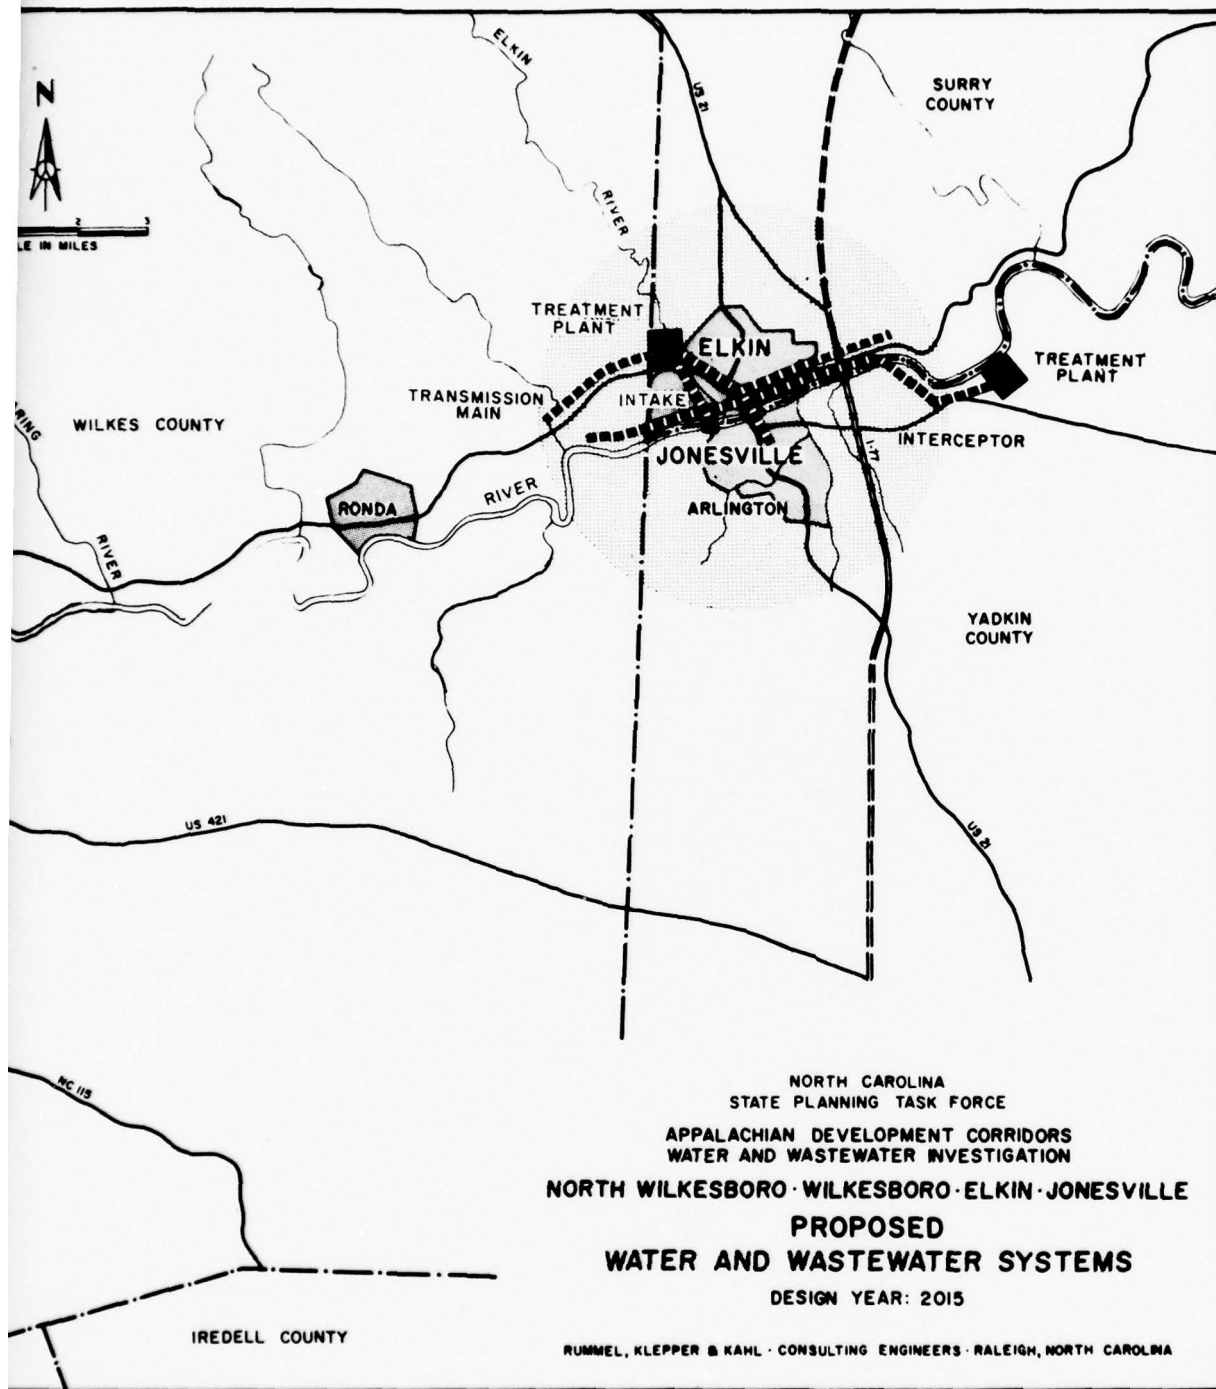 ELKIN
RIVER
US 21
SURRY
COUNTY
N
2 3
LE IN MILES
TREATMENT
PLANT
ELKIN
TREATMENT
PLANT
TRANSMISSION
MAIN
INTAKE
ARING
WILKES COUNTY
INTERCEPTOR
I-77
JONESVILLE
RIVER
RONDA
ARLINGTON
RIVER
YADKIN
COUNTY
US 421
US 21
NC 115
NORTH CAROLINA
STATE PLANNING TASK FORCE
APPALACHIAN DEVELOPMENT CORRIDORS
WATER AND WASTEWATER INVESTIGATION
NORTH WILKESBORO · WILKESBORO · ELKIN · JONESVILLE
PROPOSED
WATER AND WASTEWATER SYSTEMS
DESIGN YEAR: 2015
IREDELL COUNTY
RUMMEL, KLEPPER & KAHL · CONSULTING ENGINEERS · RALEIGH, NORTH CAROLINA